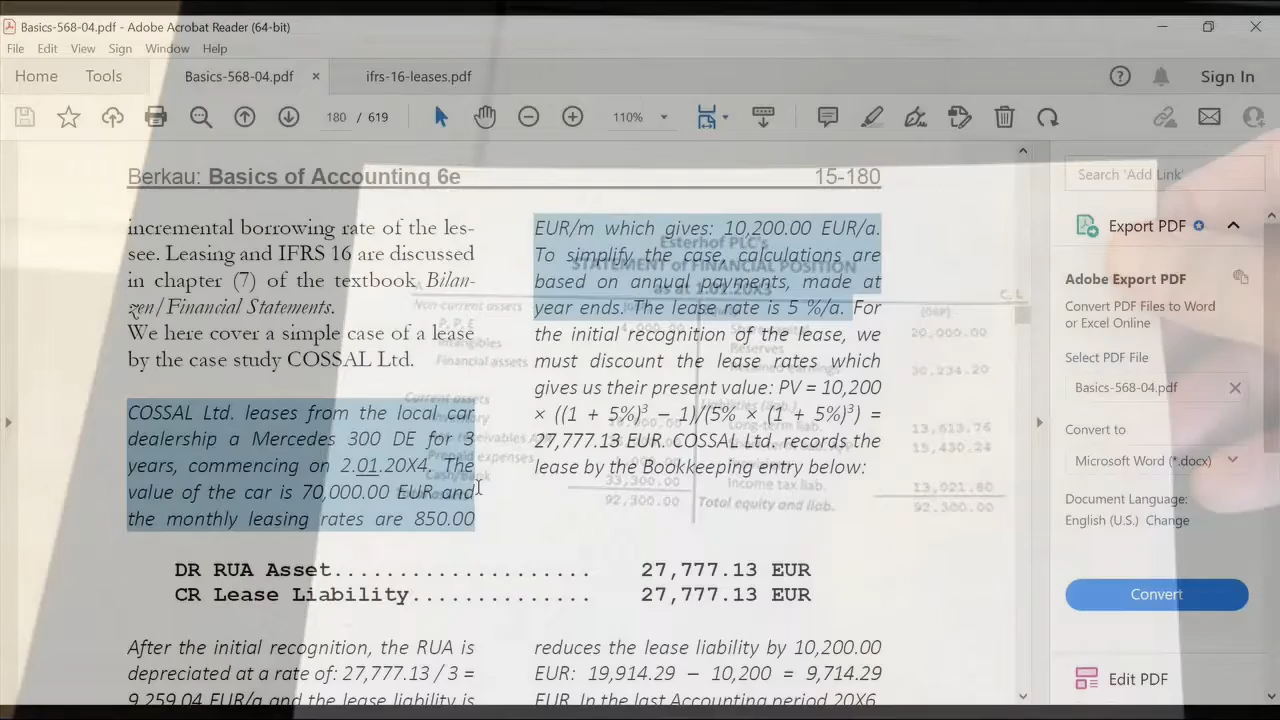 Basics-568-04.pdf - Adobe Acrobat Reader (64-bit)
File Edit View Sign Window Help
Home Tools Basics-568-04.pdf × ifrs-16-leases.pdf Sign In
180 / 619 110%
Berkau: Basics of Accounting 6e 15-180
incremental borrowing rate of the les-
see. Leasing and IFRS 16 are discussed
in chapter (7) of the textbook Bilan-
zen/Financial Statements.
We here cover a simple case of a lease
by the case study COSSAL Ltd.
COSSAL Ltd. leases from the local car
dealership a Mercedes 300 DE for 3
years, commencing on 2.01.20X4. The
value of the car is 70,000.00 EUR and
the monthly leasing rates are 850.00
EUR/m which gives: 10,200.00 EUR/a.
To simplify the case, calculations are
based on annual payments, made at
year ends. The lease rate is 5 %/a. For
the initial recognition of the lease, we
must discount the lease rates which
gives us their present value: PV = 10,200
× ((1 + 5%)³ − 1)/(5% × (1 + 5%)³) =
27,777.13 EUR. COSSAL Ltd. records the
lease by the Bookkeeping entry below:
DR RUA Asset.................... 27,777.13 EUR
CR Lease Liability.............. 27,777.13 EUR
After the initial recognition, the RUA is
depreciated at a rate of: 27,777.13 / 3 =
9,259.04 EUR/a and the lease liability is
reduces the lease liability by 10,200.00
EUR: 19,914.29 − 10,200 = 9,714.29
EUR. In the last Accounting period 20X6,
Esterhof PLC's
STATEMENT of FINANCIAL POSITION
as at 1.01.20X3
Non-current assets
P, P, E
Intangibles
Financial assets
Current assets
Prepaid expenses
Cash/Bank
33,300.00
92,300.00
C, L
[GBP]
20,000.00
Reserves
30,234.20
Liabilities (liab.)
Long-term liab. 13,613.76
15,430.24
Income tax liab. 13,021.80
Total equity and liab. 92,300.00
Search 'Add Link'
Export PDF
Adobe Export PDF
Convert PDF Files to Word
or Excel Online
Select PDF File
Basics-568-04.pdf
Convert to
Microsoft Word (*.docx)
Document Language:
English (U.S.) Change
Convert
Edit PDF